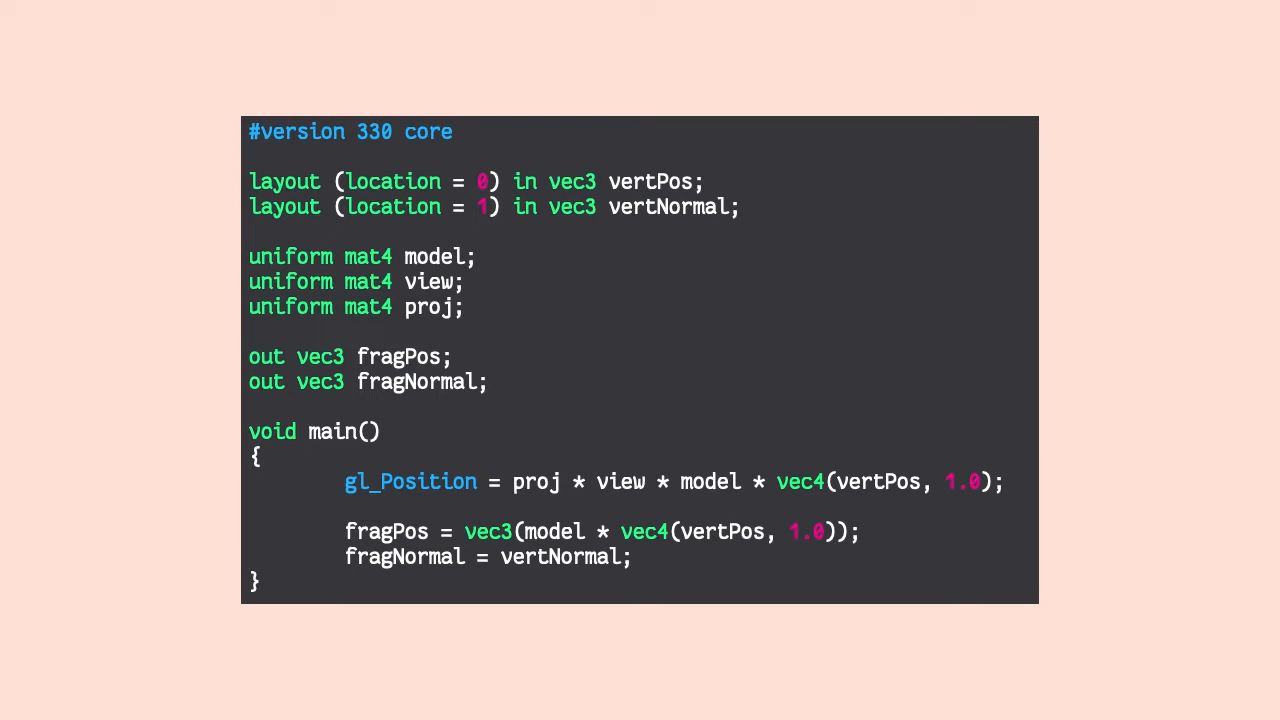 #version 330 core
layout (location = 0) in vec3 vertPos;
layout (location = 1) in vec3 vertNormal;
uniform mat4 model;
uniform mat4 view;
uniform mat4 proj;
out vec3 fragPos;
out vec3 fragNormal;
void main()
{
gl_Position = proj * view * model * vec4(vertPos, 1.0);
fragPos = vec3(model * vec4(vertPos, 1.0));
fragNormal = vertNormal;
}